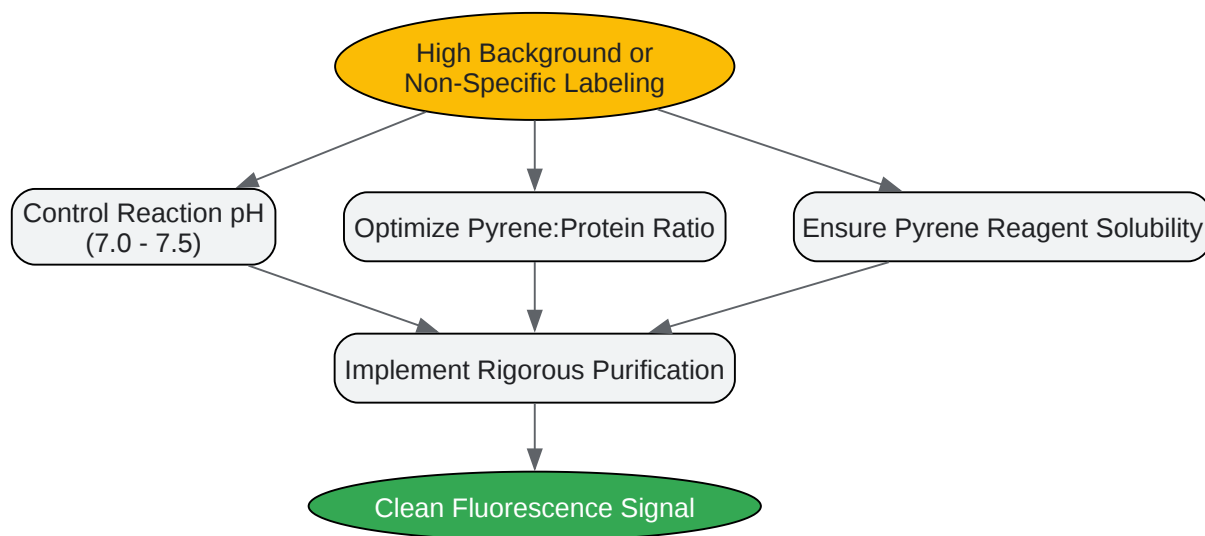 High Background or
Non-Specific Labeling
Control Reaction pH
(7.0 - 7.5)
Optimize Pyrene:Protein Ratio
Ensure Pyrene Reagent Solubility
Implement Rigorous Purification
Clean Fluorescence Signal